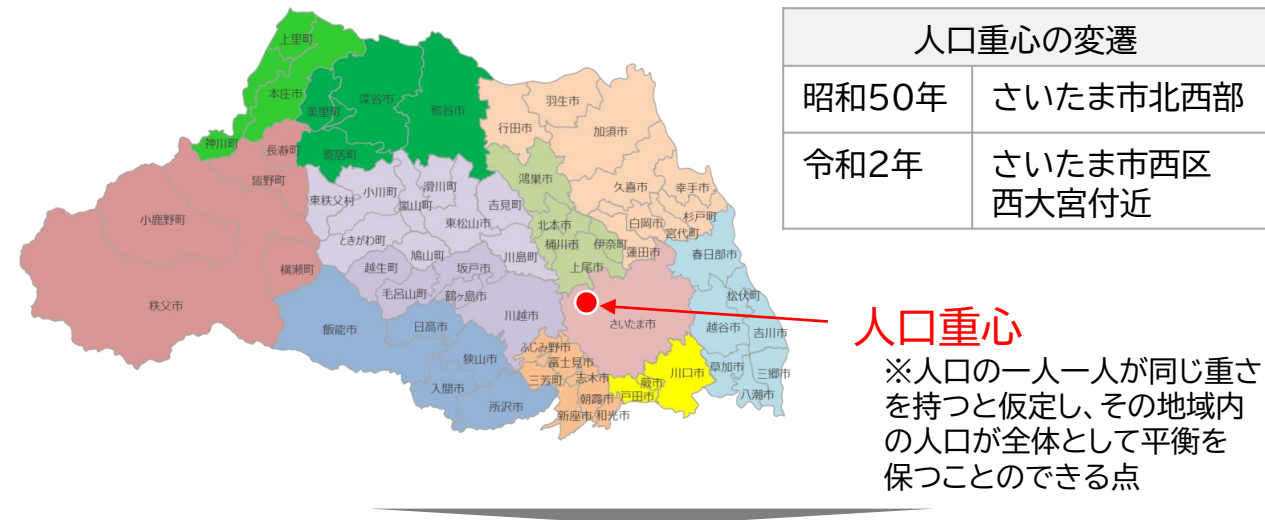 人口重心の変遷
昭和50年 さいたま市北西部
令和2年 さいたま市西区
西大宮付近
上里町
本庄市
美里町
深谷市
熊谷市
神川町
長瀞町
寄居町
皆野町
小鹿野町
横瀬町
秩父市
行田市
羽生市
加須市
久喜市
幸手市
白岡市
杉戸町
宮代町
蓮田市
鴻巣市
北本市
桶川市
伊奈町
上尾市
東秩父村
小川町
滑川町
嵐山町
吉見町
東松山市
ときがわ町
鳩山町
川島町
越生町
坂戸市
毛呂山町
鶴ヶ島市
川越市
飯能市
日高市
狭山市
入間市
所沢市
ふじみ野市
富士見市
三芳町
志木市
朝霞市
新座市
和光市
さいたま市
川口市
蕨市
戸田市
春日部市
松伏町
越谷市
吉川市
草加市
三郷市
八潮市
人口重心
※人口の一人一人が同じ重さ
を持つと仮定し、その地域内
の人口が全体として平衡を
保つことのできる点